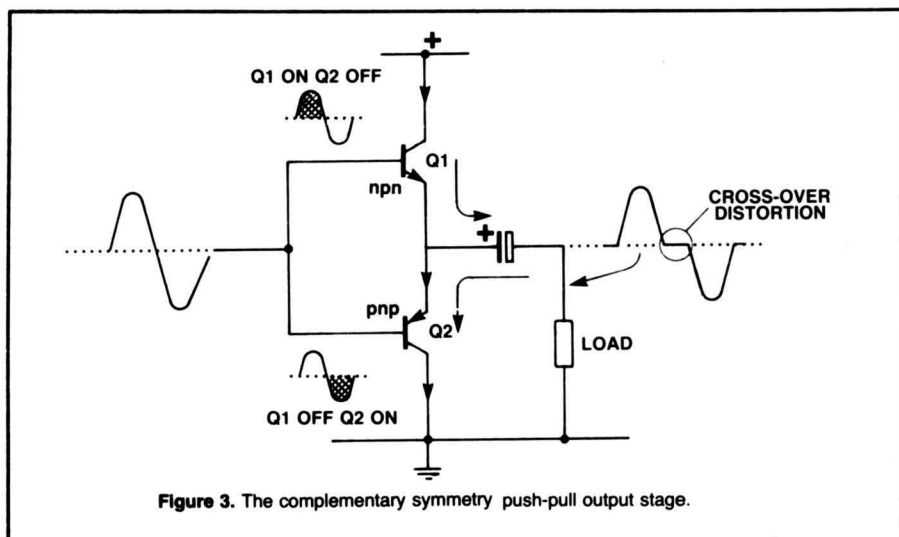 +
Q1 ON Q2 OFF
Q1
npn
CROSS-OVER
DISTORTION
+
pnp
Q2
LOAD
Q1 OFF Q2 ON
Figure 3. The complementary symmetry push-pull output stage.